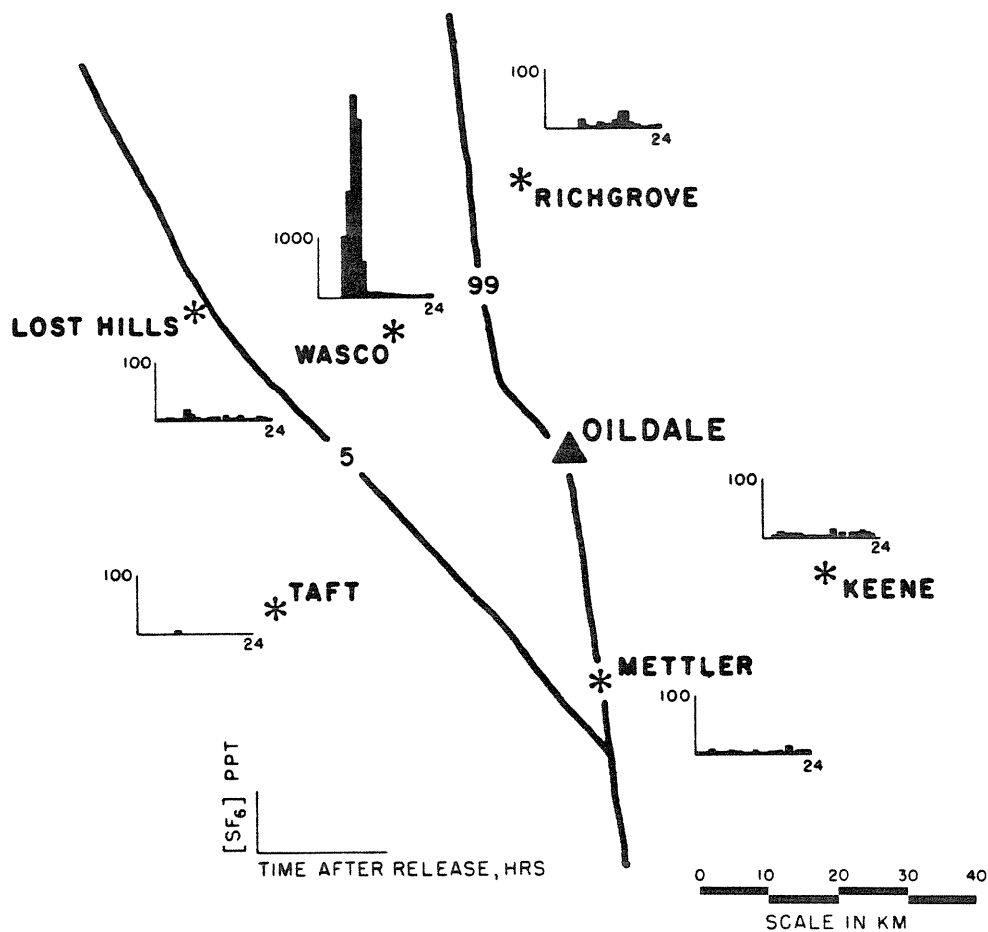 100
24
RICHGROVE
1000
24
99
LOST HILLS
WASCO
100
24
5
OILDALE
100
24
KEENE
100
24
TAFT
METTLER
100
24
[SF6] PPT
TIME AFTER RELEASE, HRS
0 10 20 30 40
SCALE IN KM